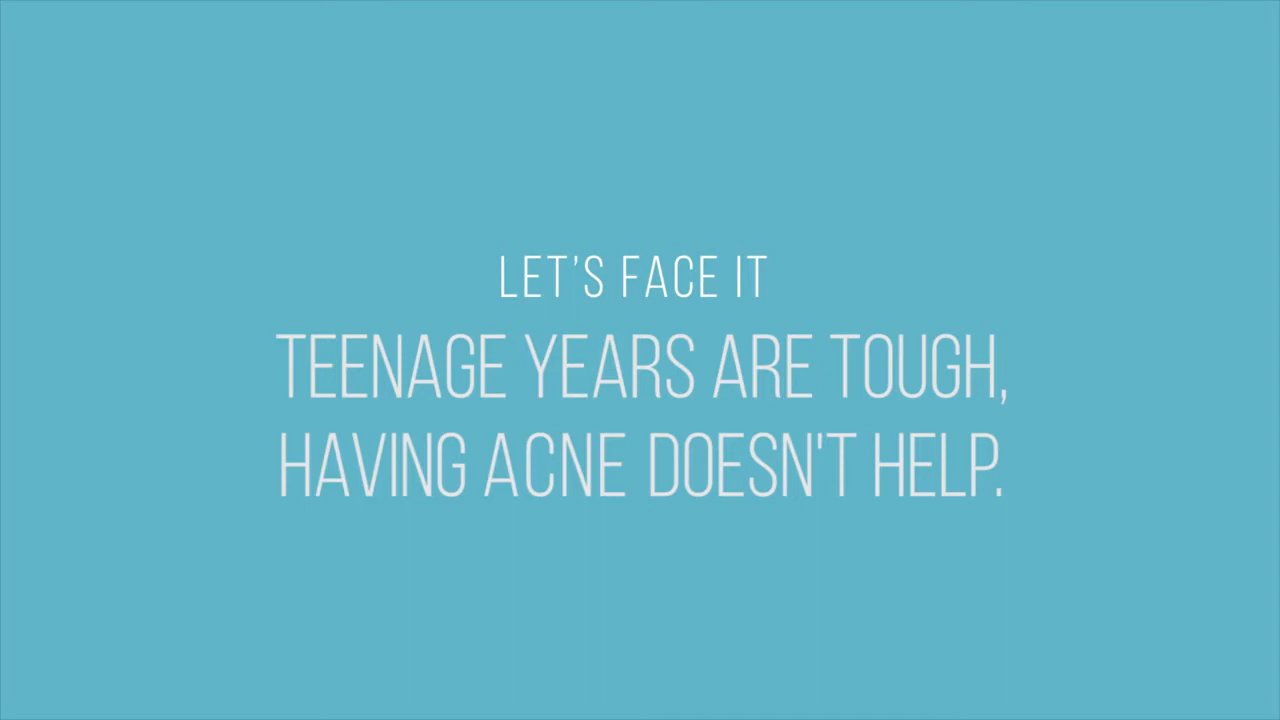 LET’S FACE IT
TEENAGE YEARS ARE TOUGH,
HAVING ACNE DOESN'T HELP.